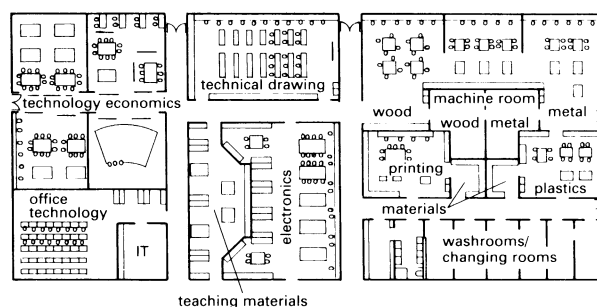 technology economics
technical drawing
wood
machine room
metal
wood
metal
printing
materials
plastics
electronics
office
technology
IT
washrooms/
changing rooms
teaching materials